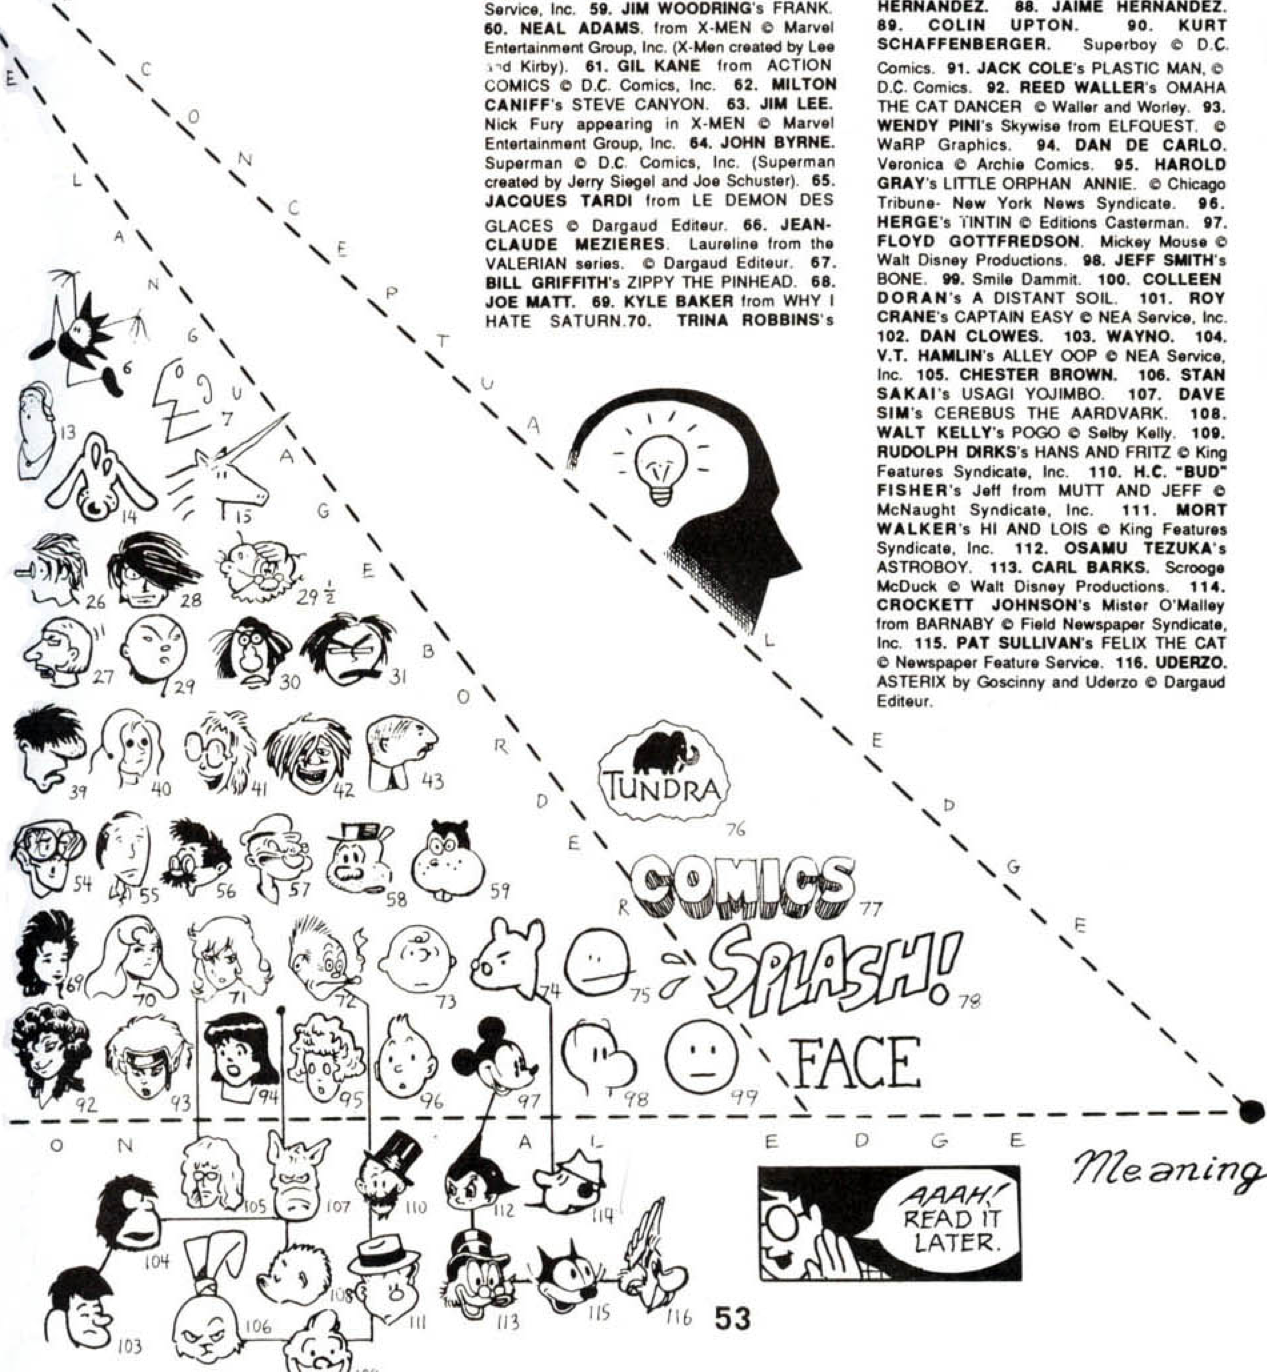 Service, Inc. 59. JIM WOODRING's FRANK.
60. NEAL ADAMS. from X-MEN © Marvel
Entertainment Group, Inc. (X-Men created by Lee
and Kirby). 61. GIL KANE from ACTION
COMICS © D.C. Comics, Inc. 62. MILTON
CANIFF's STEVE CANYON. 63. JIM LEE.
Nick Fury appearing in X-MEN © Marvel
Entertainment Group, Inc. 64. JOHN BYRNE.
Superman © D.C. Comics, Inc. (Superman
created by Jerry Siegel and Joe Schuster). 65.
JACQUES TARDI from LE DEMON DES
GLACES © Dargaud Editeur. 66. JEAN-
CLAUDE MEZIERES. Laureline from the
VALERIAN series. © Dargaud Editeur. 67.
BILL GRIFFITH's ZIPPY THE PINHEAD. 68.
JOE MATT. 69. KYLE BAKER from WHY I
HATE SATURN.70. TRINA ROBBINS's
HERNANDEZ. 88. JAIME HERNANDEZ.
89. COLIN UPTON. 90. KURT
SCHAFFENBERGER. Superboy © D.C.
Comics. 91. JACK COLE's PLASTIC MAN, ©
D.C. Comics. 92. REED WALLER's OMAHA
THE CAT DANCER © Waller and Worley. 93.
WENDY PINI's Skywise from ELFQUEST. ©
WaRP Graphics. 94. DAN DE CARLO.
Veronica © Archie Comics. 95. HAROLD
GRAY's LITTLE ORPHAN ANNIE. © Chicago
Tribune- New York News Syndicate. 96.
HERGE's TINTIN © Editions Casterman. 97.
FLOYD GOTTFREDSON. Mickey Mouse ©
Walt Disney Productions. 98. JEFF SMITH's
BONE. 99. Smile Dammit. 100. COLLEEN
DORAN's A DISTANT SOIL. 101. ROY
CRANE's CAPTAIN EASY © NEA Service, Inc.
102. DAN CLOWES. 103. WAYNO. 104.
V.T. HAMLIN's ALLEY OOP © NEA Service,
Inc. 105. CHESTER BROWN. 106. STAN
SAKAI's USAGI YOJIMBO. 107. DAVE
SIM's CEREBUS THE AARDVARK. 108.
WALT KELLY's POGO © Selby Kelly. 109.
RUDOLPH DIRKS's HANS AND FRITZ © King
Features Syndicate, Inc. 110. H.C. "BUD"
FISHER's Jeff from MUTT AND JEFF ©
McNaught Syndicate, Inc. 111. MORT
WALKER's HI AND LOIS © King Features
Syndicate, Inc. 112. OSAMU TEZUKA's
ASTROBOY. 113. CARL BARKS. Scrooge
McDuck © Walt Disney Productions. 114.
CROCKETT JOHNSON's Mister O'Malley
from BARNABY © Field Newspaper Syndicate,
Inc. 115. PAT SULLIVAN's FELIX THE CAT
© Newspaper Feature Service. 116. UDERZO.
ASTERIX by Goscinny and Uderzo © Dargaud
Editeur.
CONCEPTUAL EDGE
E
LANGUAGE BORDER
6
7
13
14
15
26
28
29 ½
27
29
30
31
39
40
41
42
43
54
55
56
57
58
59
TUNDRA
76
COMICS
77
69
70
71
72
73
74
75
SPLASH!
78
92
93
94
95
96
97
98
99
FACE
O N A L E D G E
Meaning
105
107
110
112
114
104
108
103
106
111
113
115
116
AAAH!
READ IT
LATER.
53